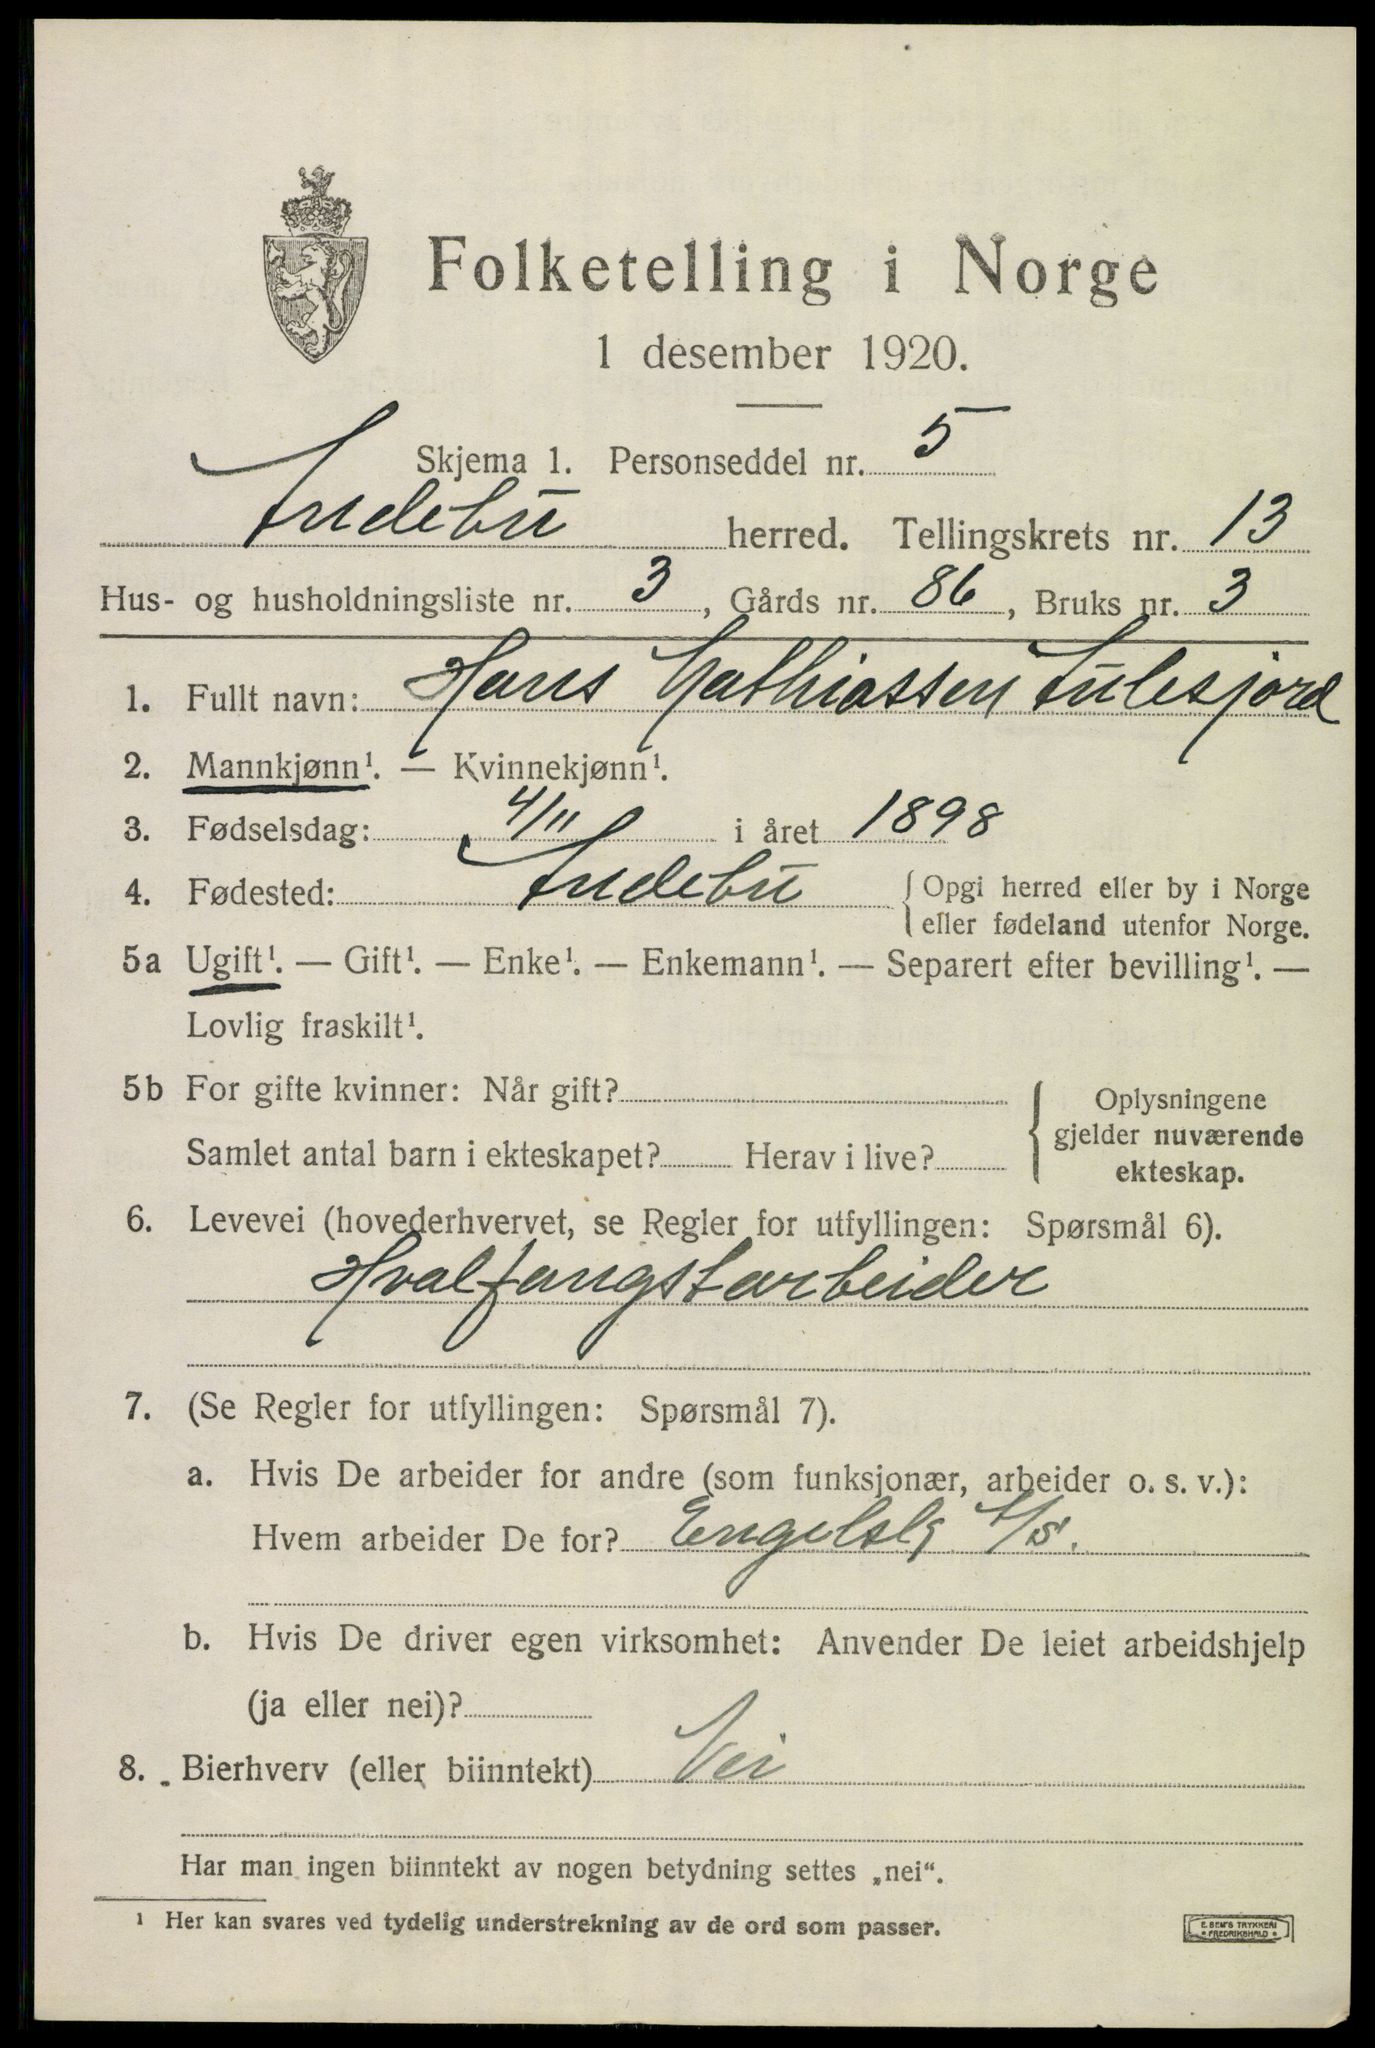 Folketelling i Norge
1 desember 1920.
Skjema 1. Personseddel nr. 5
Andebu herred. Tellingskrets nr. 13
Hus- og husholdningsliste nr. 3, Gårds nr. 86, Bruks nr. 3
1. Fullt navn: Hans Mathiassen
2. Mannkjønn¹. — Kvinnekjønn¹.
3. Fødselsdag: 4/11 i året 1898
4. Fødested: Andebu {Opgi herred eller by i Norge
eller fødeland utenfor Norge.
5a Ugift¹. — Gift¹. — Enke¹. — Enkemann¹. — Separert efter bevilling¹. —
Lovlig fraskilt¹.
5b For gifte kvinner: Når gift?
Samlet antal barn i ekteskapet? Herav i live?
{Oplysningene
gjelder nuværende
ekteskap.
6. Levevei (hovederhvervet, se Regler for utfyllingen: Spørsmål 6).
Hvalfangstarbeider
7. (Se Regler for utfyllingen: Spørsmål 7).
a. Hvis De arbeider for andre (som funksjonær, arbeider o. s. v.):
Hvem arbeider De for? A/S.
b. Hvis De driver egen virksomhet: Anvender De leiet arbeidshjelp
(ja eller nei)?
8. Bierhverv (eller biinntekt) Nei
Har man ingen biinntekt av nogen betydning settes „nei“.
¹ Her kan svares ved tydelig understrekning av de ord som passer.
E. SEM'S TRYKKERI
FREDRIKSHALD